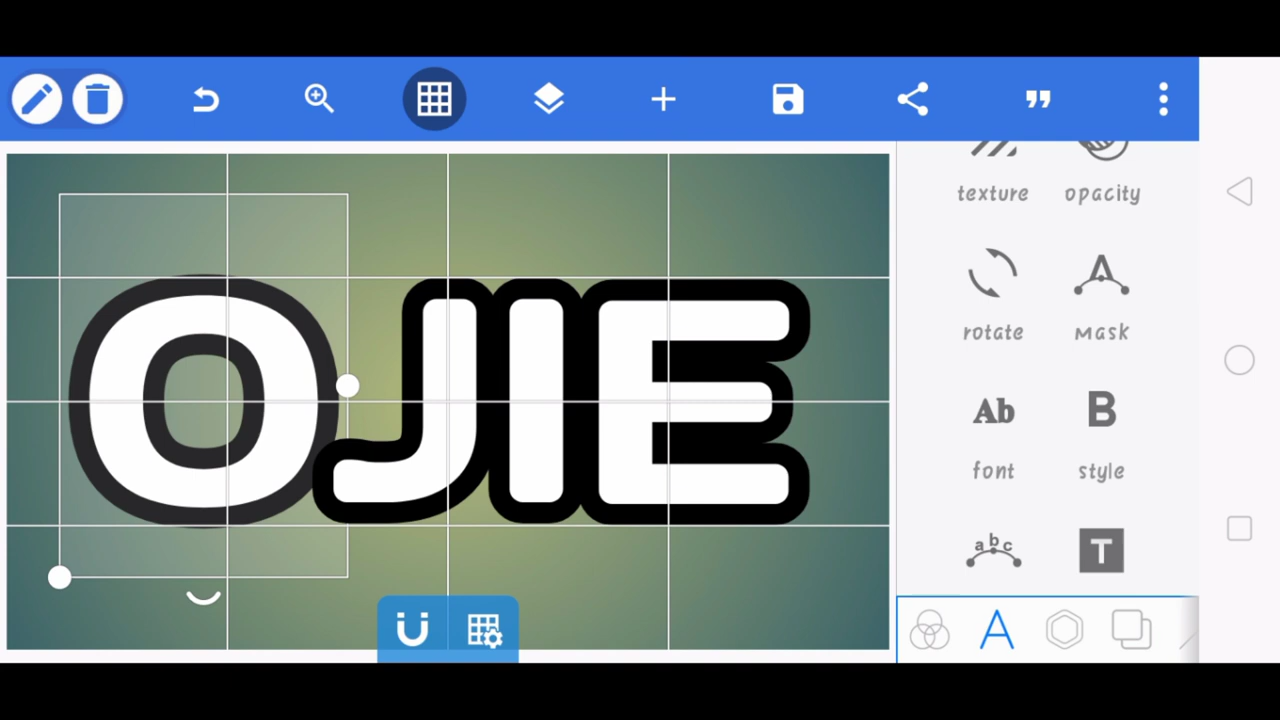 texture opacity
OJIE
rotate mask
Ab B
font style
abc T
A